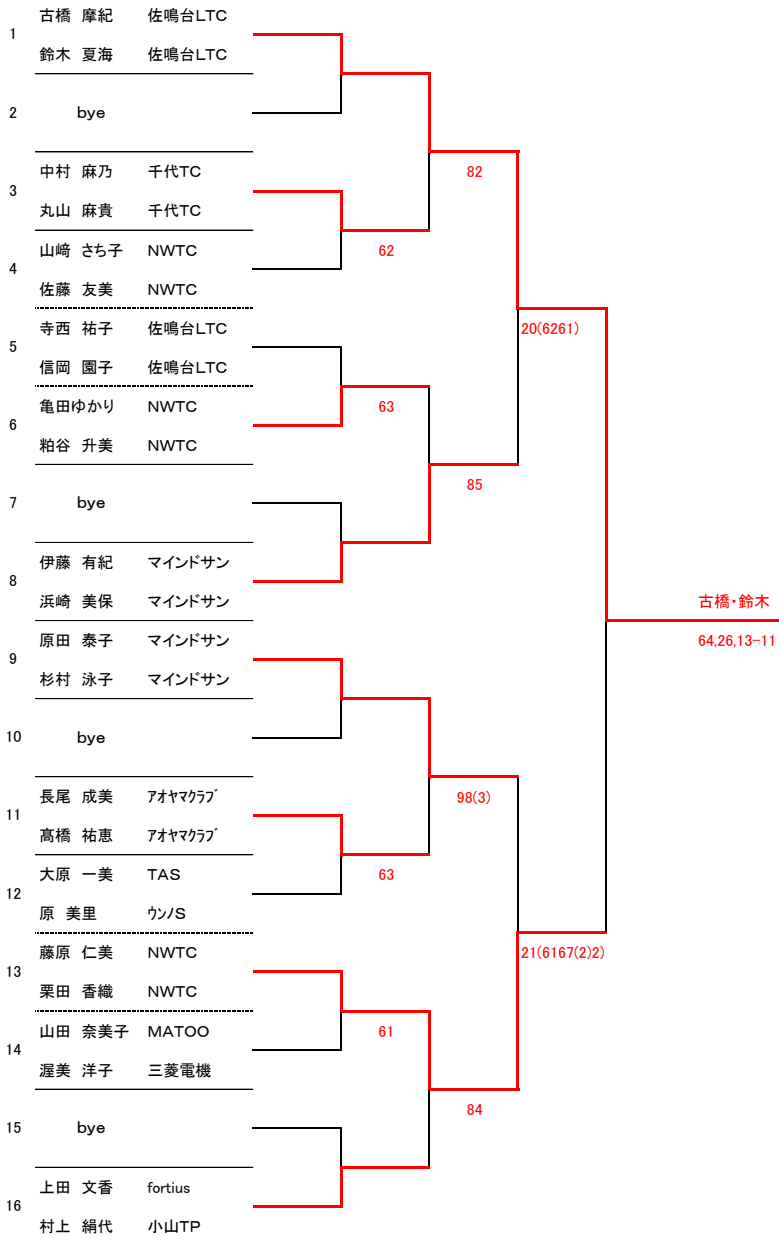 古橋 摩紀 佐鳴台LTC
1
鈴木 夏海 佐鳴台LTC
2 bye
中村 麻乃 千代TC
82
3
丸山 麻貴 千代TC
山﨑 さち子 NWTC
62
4
佐藤 友美 NWTC
寺西 祐子 佐鳴台LTC
20(6261)
5
信岡 園子 佐鳴台LTC
亀田ゆかり NWTC
63
6
粕谷 升美 NWTC
85
7 bye
伊藤 有紀 マインドサン
8
浜崎 美保 マインドサン
古橋・鈴木
原田 泰子 マインドサン
64,26,13-11
9
杉村 泳子 マインドサン
10 bye
長尾 成美 アオヤマクラブ
98(3)
11
髙橋 祐恵 アオヤマクラブ
大原 一美 TAS
63
12
原 美里 ウンノS
藤原 仁美 NWTC
21(6167(2)2)
13
栗田 香織 NWTC
山田 奈美子 MATOO
61
14
渥美 洋子 三菱電機
84
15 bye
上田 文香 fortius
16
村上 絹代 小山TP